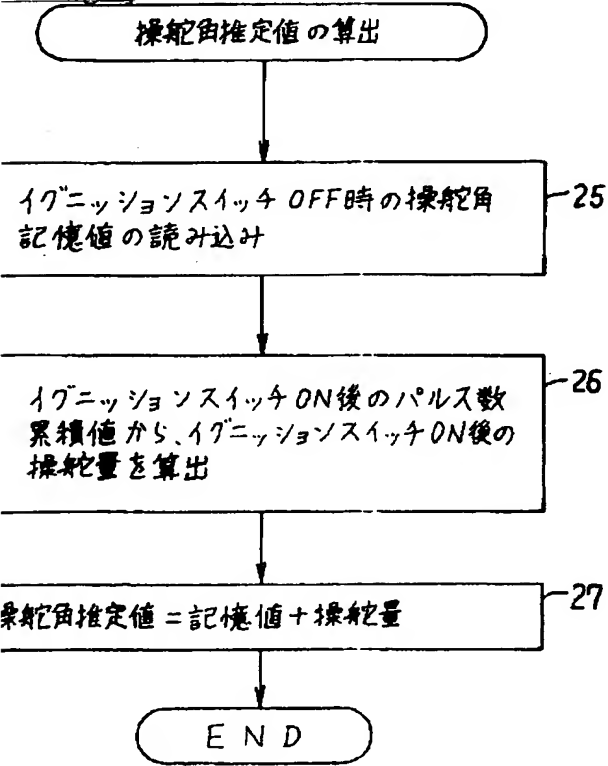 操舵角推定値の算出
イグニッションスイッチOFF時の操舵角
記憶値の読み込み
25
イグニッションスイッチON後のパルス数
累積値から、イグニッションスイッチON後の
操舵量を算出
26
操舵角推定値=記憶値+操舵量
27
END